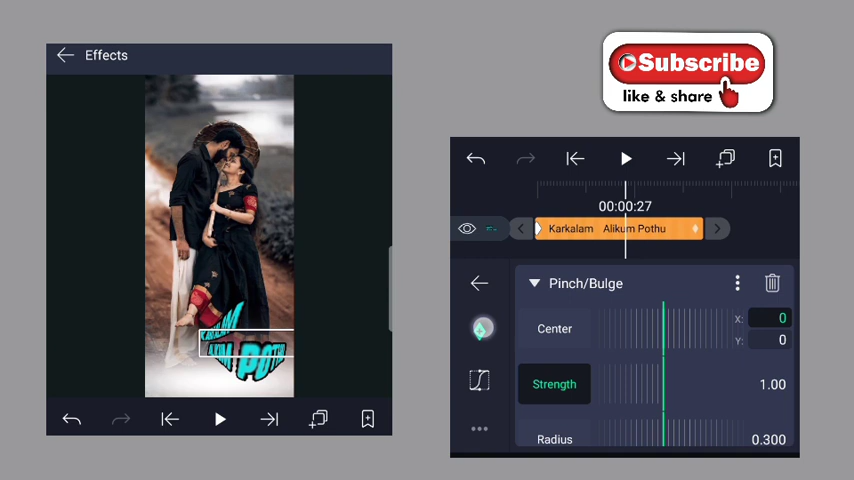 Effects
Subscribe
like & share
00:00:27
Karkalam Alikum Pothu
Pinch/Bulge
Center
X: 0
Y: 0
Strength
1.00
Radius
0.300